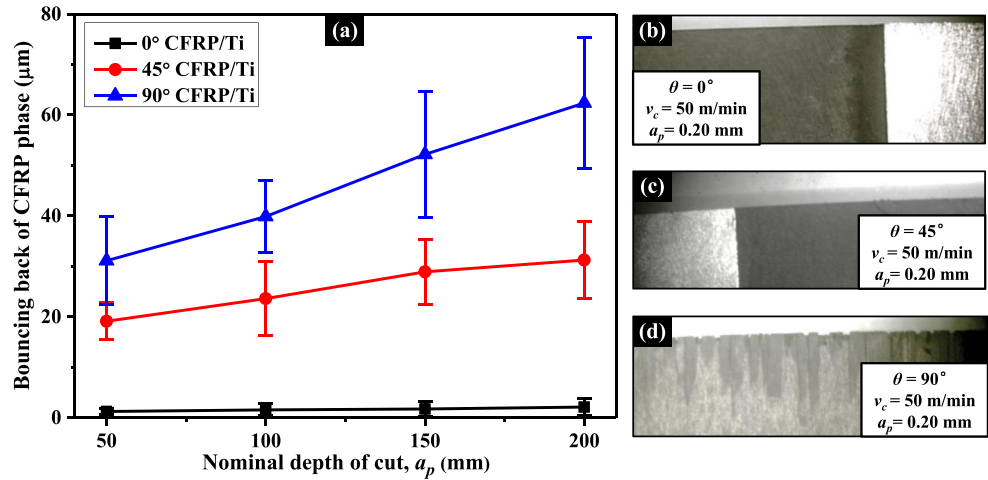 80
60
40
20
0
Bouncing back of CFRP phase (μm)
0° CFRP/Ti
45° CFRP/Ti
90° CFRP/Ti
(a)
50
100
150
200
Nominal depth of cut, ap (mm)
(b)
θ = 0°
vc = 50 m/min
ap= 0.20 mm
(c)
θ = 45°
vc = 50 m/min
ap= 0.20 mm
(d)
θ = 90°
vc = 50 m/min
ap= 0.20 mm